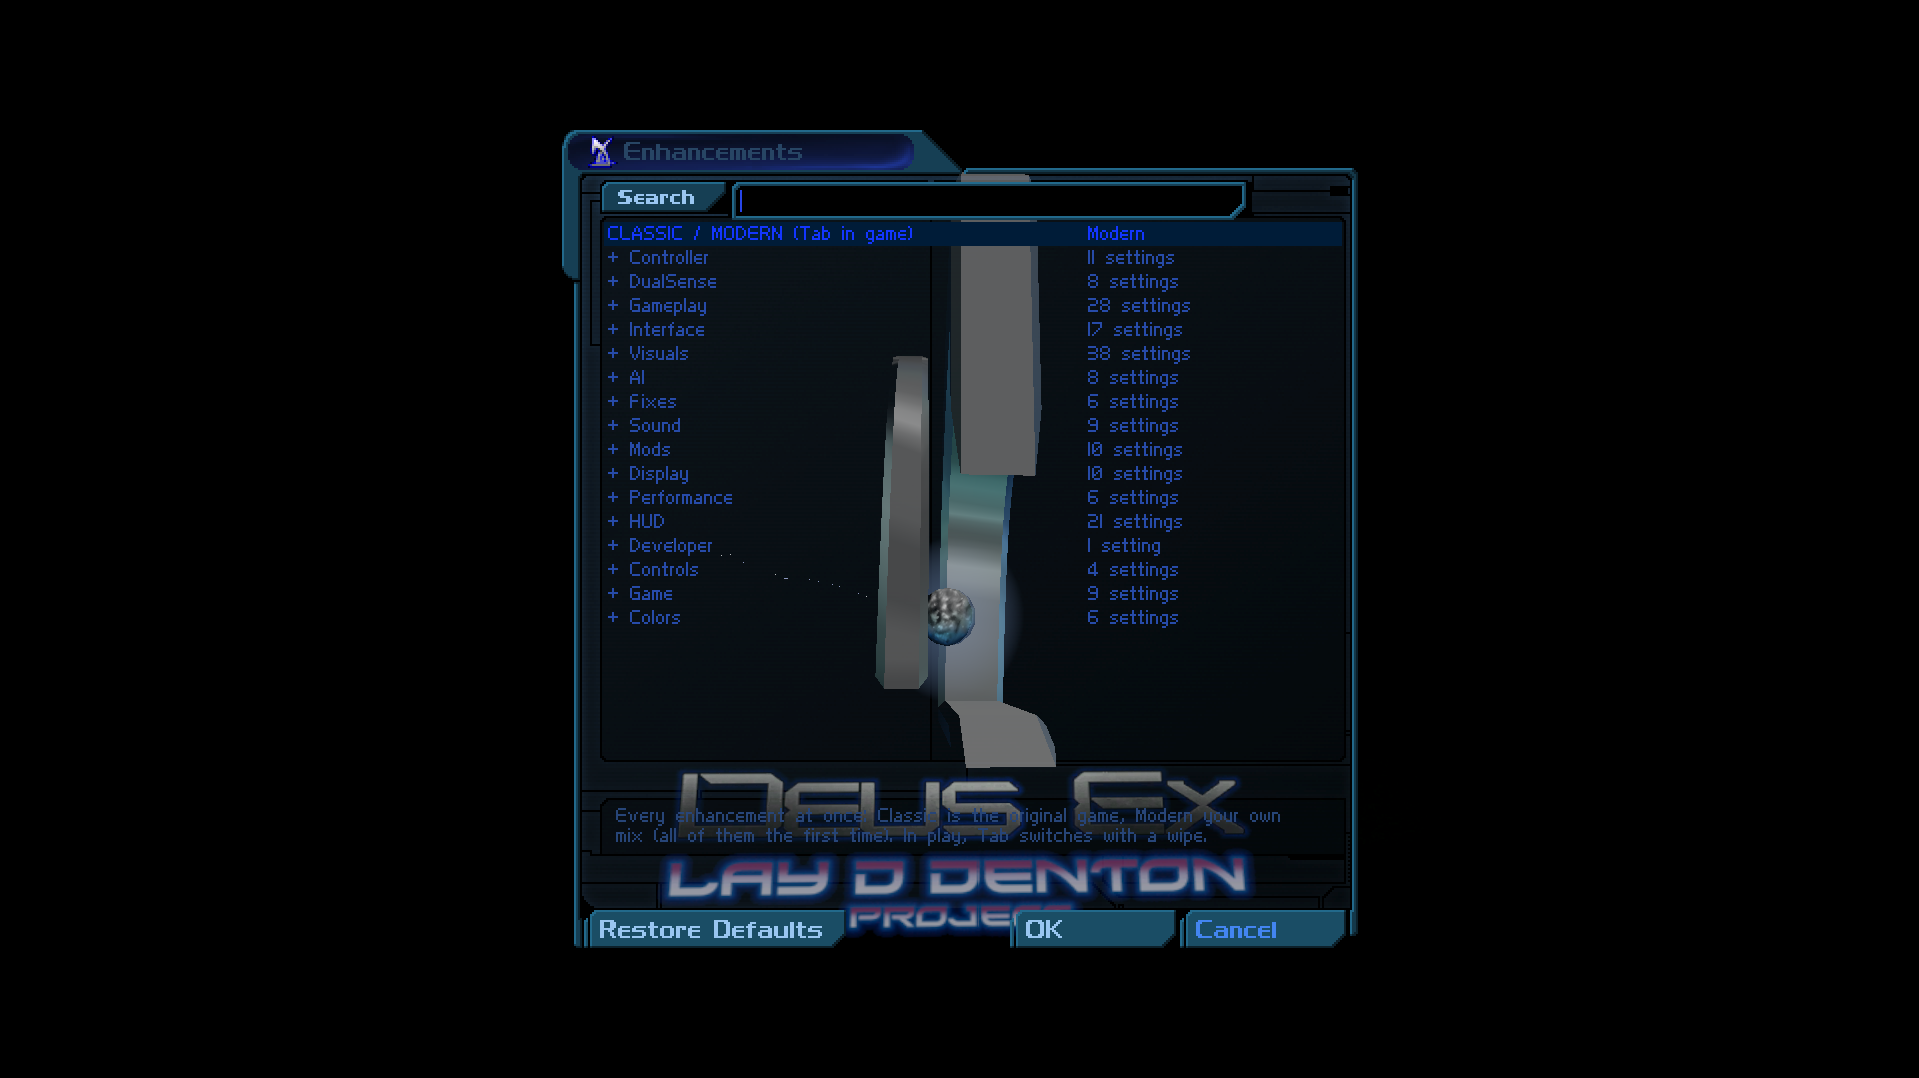 Enhancements
Search
CLASSIC / MODERN (Tab in game) Modern
+ Controller 11 settings
+ DualSense 8 settings
+ Gameplay 28 settings
+ Interface 17 settings
+ Visuals 38 settings
+ AI 8 settings
+ Fixes 6 settings
+ Sound 9 settings
+ Mods 10 settings
+ Display 10 settings
+ Performance 6 settings
+ HUD 21 settings
+ Developer 1 setting
+ Controls 4 settings
+ Game 9 settings
+ Colors 6 settings
DEUS EX
Every enhancement at once. Classic is the original game, Modern your own
mix (all of them the first time). In play, Tab switches with a wipe.
LAY D DENTON
PROJECT
Restore Defaults OK Cancel